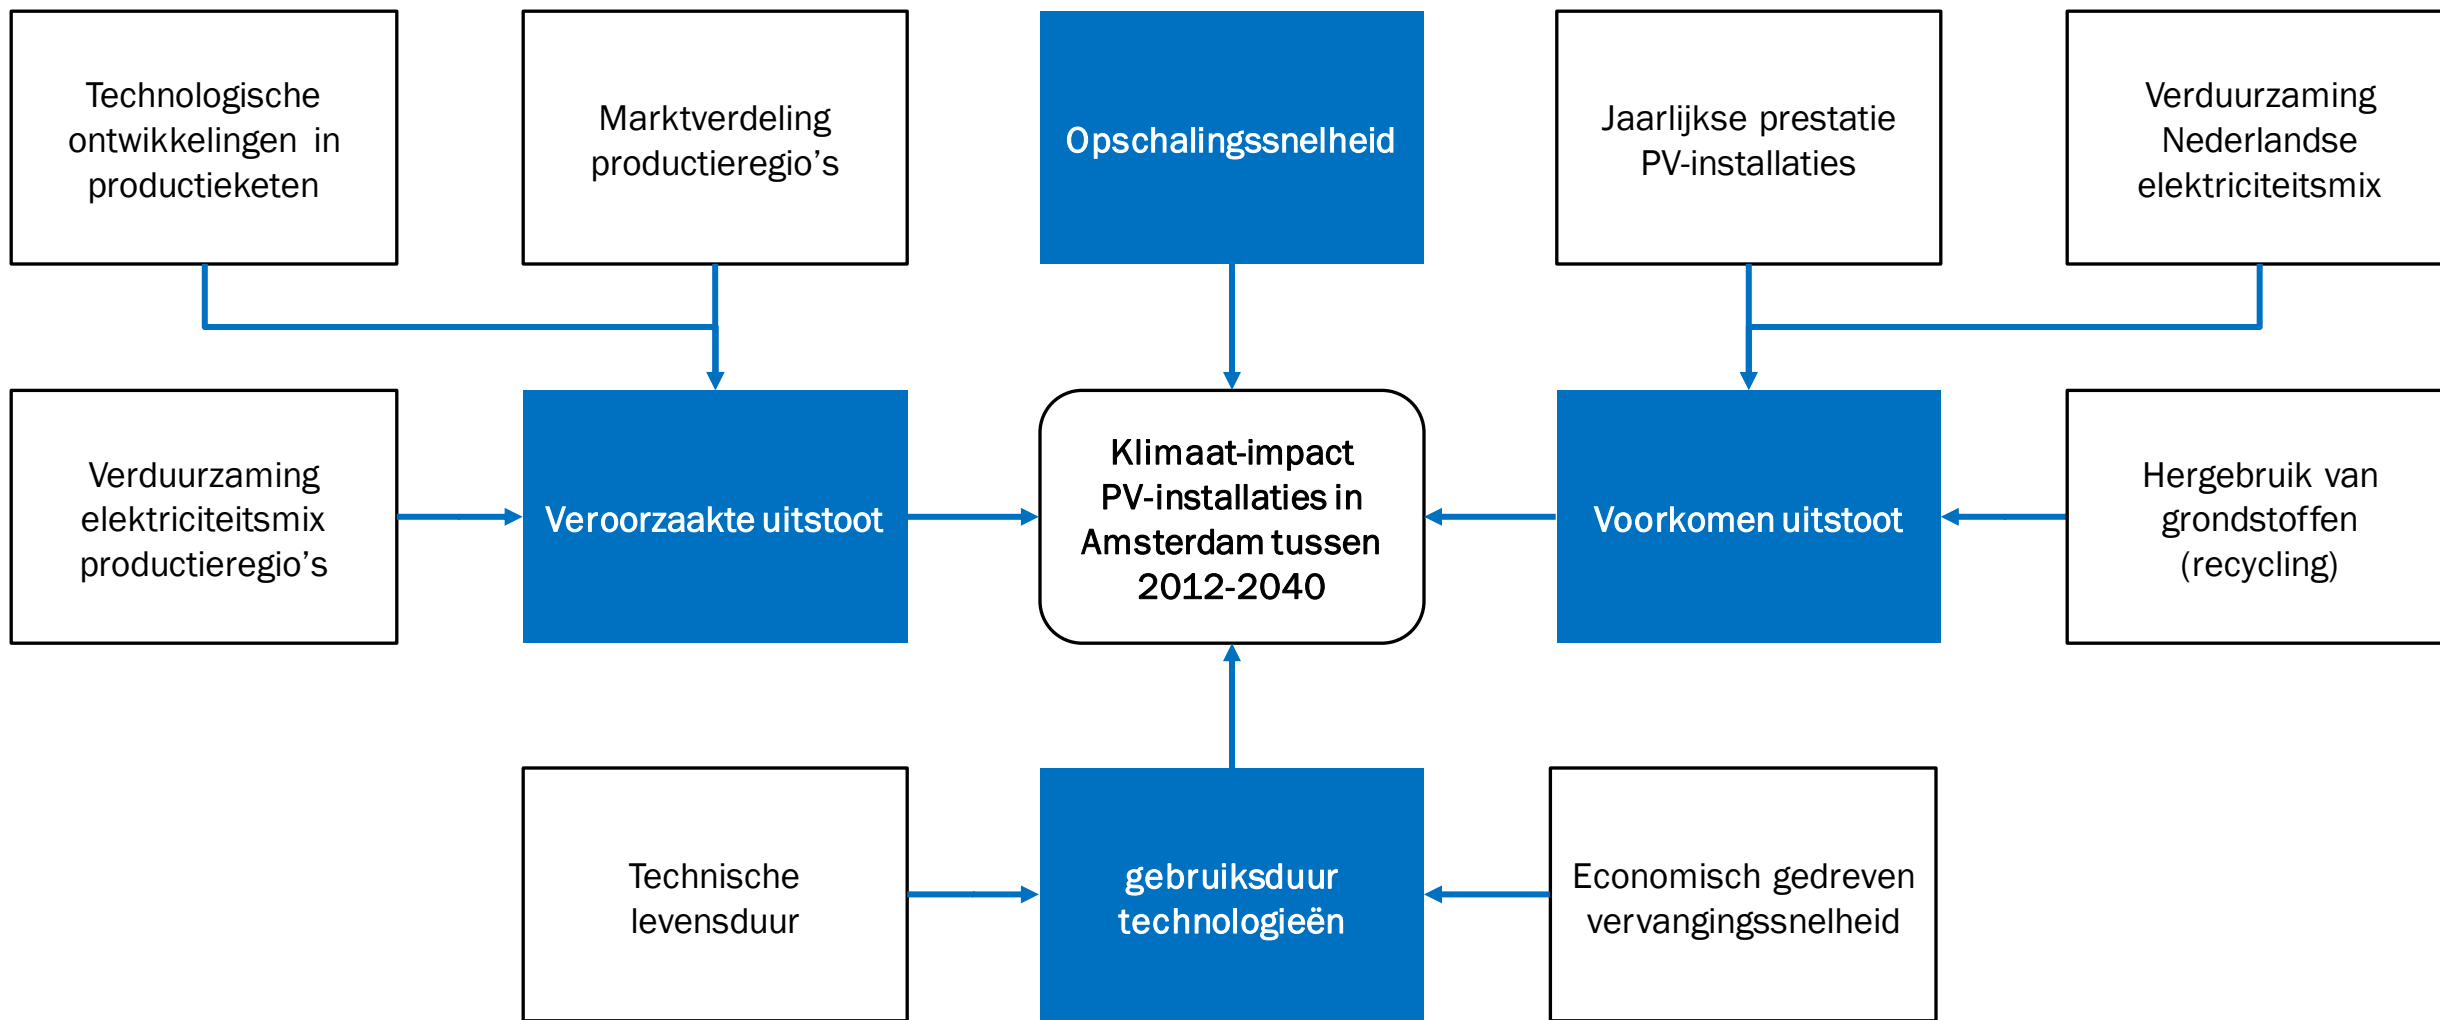 Technologische
ontwikkelingen in
productieketen
Marktverdeling
productieregio’s
Opschalingssnelheid
Jaarlijkse prestatie
PV-installaties
Verduurzaming
Nederlandse
elektriciteitsmix
Verduurzaming
elektriciteitsmix
productieregio’s
Veroorzaakte uitstoot
Klimaat-impact
PV-installaties in
Amsterdam tussen
2012-2040
Voorkomen uitstoot
Hergebruik van
grondstoffen
(recycling)
Technische
levensduur
gebruiksduur
technologieën
Economisch gedreven
vervangingssnelheid